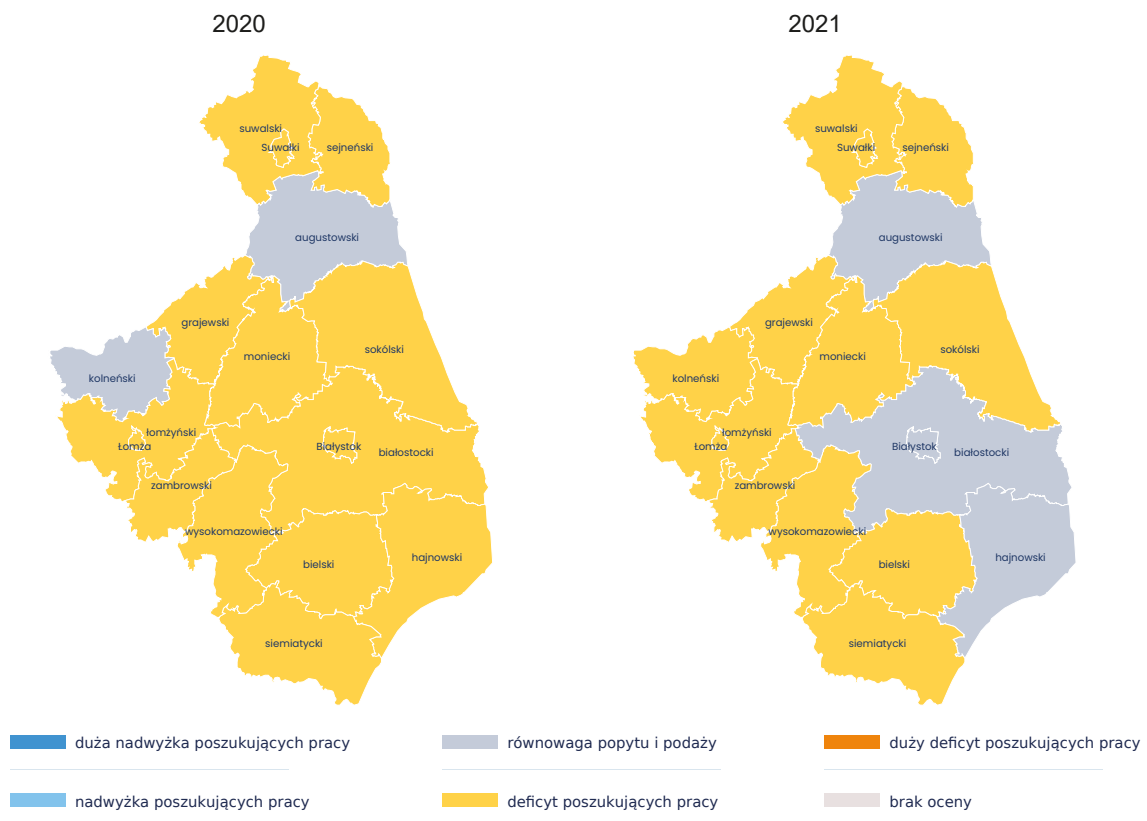 2020
2021
suwalski
Suwałki
sejneński
augustowski
grajewski
moniecki
sokólski
kolneński
łomżyński
Łomża
Białystok
białostocki
zambrowski
wysokomazowiecki
hajnowski
bielski
siemiatycki
suwalski
Suwałki
sejneński
augustowski
grajewski
moniecki
sokólski
kolneński
łomżyński
Łomża
Białystok
białostocki
zambrowski
wysokomazowiecki
hajnowski
bielski
siemiatycki
duża nadwyżka poszukujących pracy
równowaga popytu i podaży
duży deficyt poszukujących pracy
nadwyżka poszukujących pracy
deficyt poszukujących pracy
brak oceny